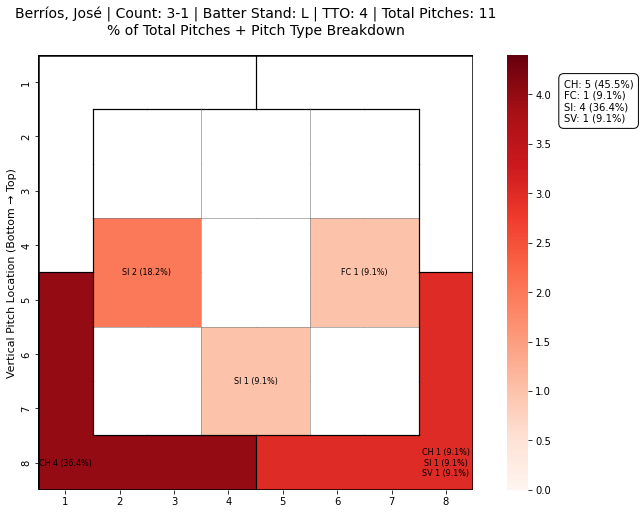 Berríos, José | Count: 3-1 | Batter Stand: L | TTO: 4 | Total Pitches: 11
% of Total Pitches + Pitch Type Breakdown
CH: 5 (45.5%)
FC: 1 (9.1%)
SI: 4 (36.4%)
SV: 1 (9.1%)
Vertical Pitch Location (Bottom → Top)
1
2
3
4
5
6
7
8
SI 2 (18.2%)
FC 1 (9.1%)
SI 1 (9.1%)
CH 4 (36.4%)
CH 1 (9.1%)
SI 1 (9.1%)
SV 1 (9.1%)
1 2 3 4 5 6 7 8
4.0
3.5
3.0
2.5
2.0
1.5
1.0
0.5
0.0